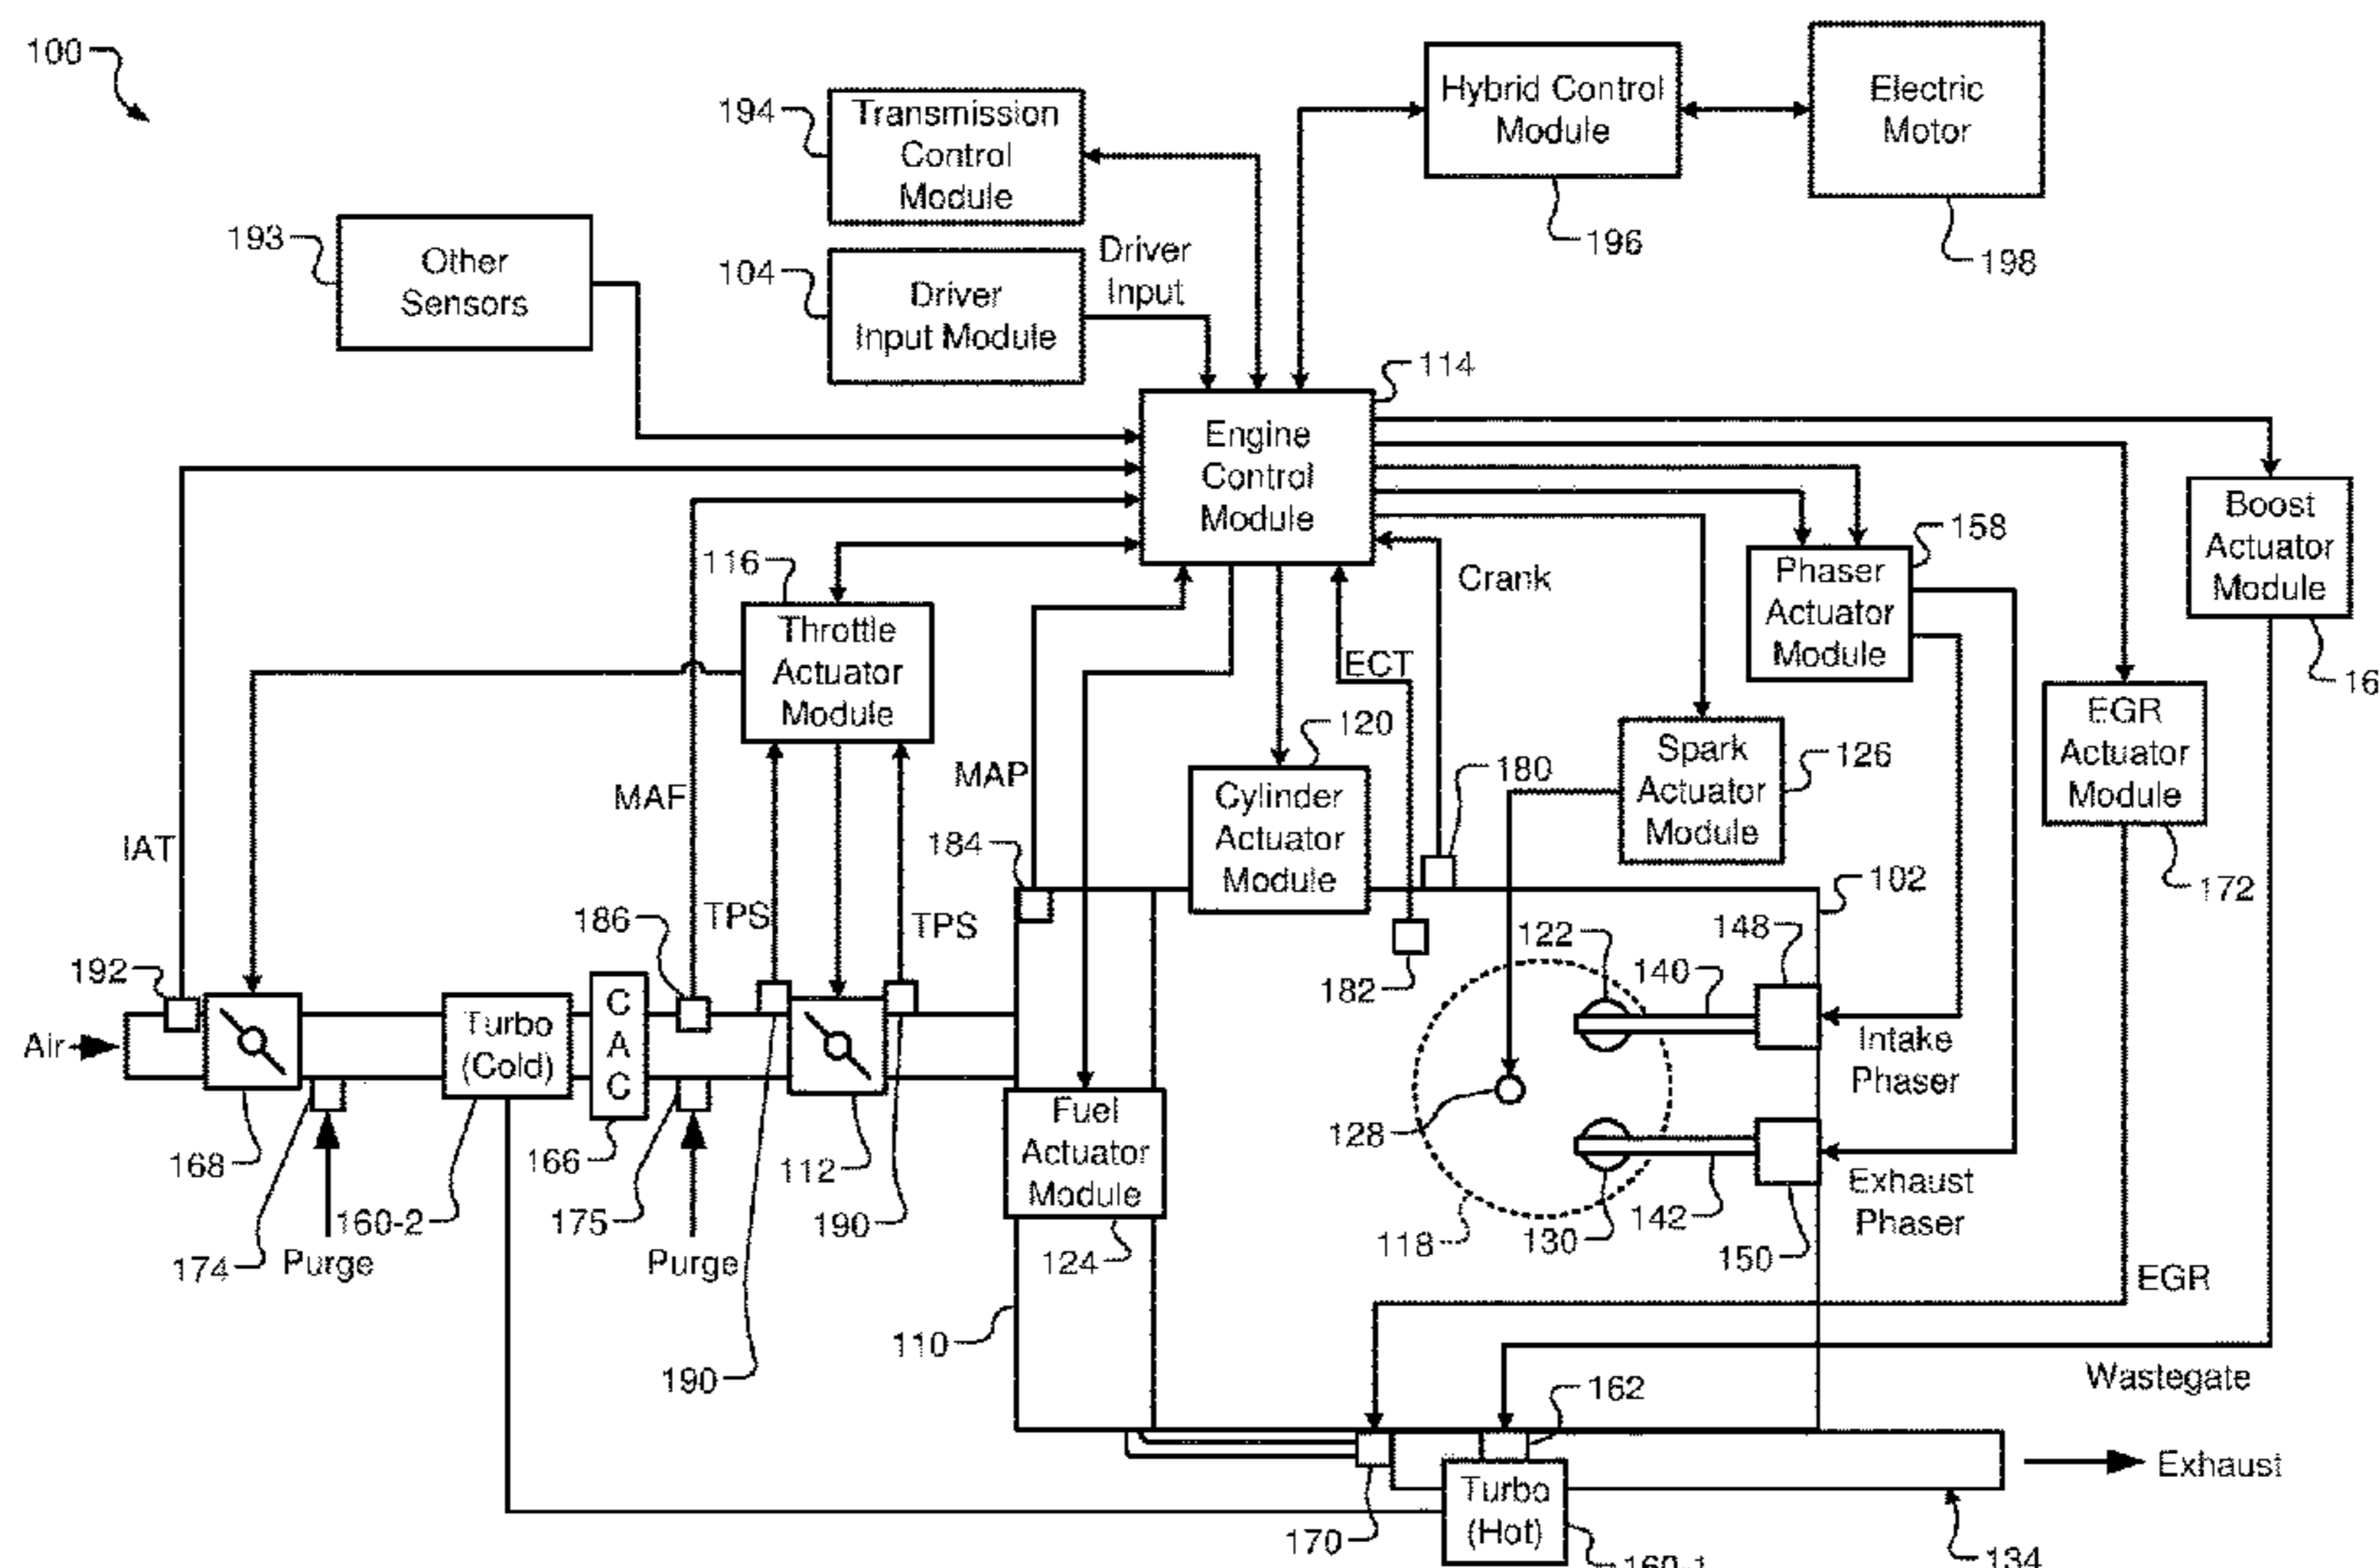 100
194
Transmission
Control
Module
Hybrid Control
Module
Electric
Motor
196
198
193
Other
Sensors
104
Driver
Input Module
Driver
Input
114
Engine
Control
Module
Boost
Actuator
Module
16
158
Phaser
Actuator
Module
116
Throttle
Actuator
Module
Crank
ECT
EGR
Actuator
Module
172
120
Cylinder
Actuator
Module
180
Spark
Actuator
Module
126
MAP
MAF
IAT
184
102
186
TPS
TPS
192
182
122
140
148
Air
Turbo
(Cold)
C
A
C
Intake
Phaser
Fuel
Actuator
Module
128
168
166
112
160-2
175
190
174
Purge
Purge
124
118
130
142
150
Exhaust
Phaser
EGR
110
190
Wastegate
162
Exhaust
Turbo
(Hot)
170
160-1
134